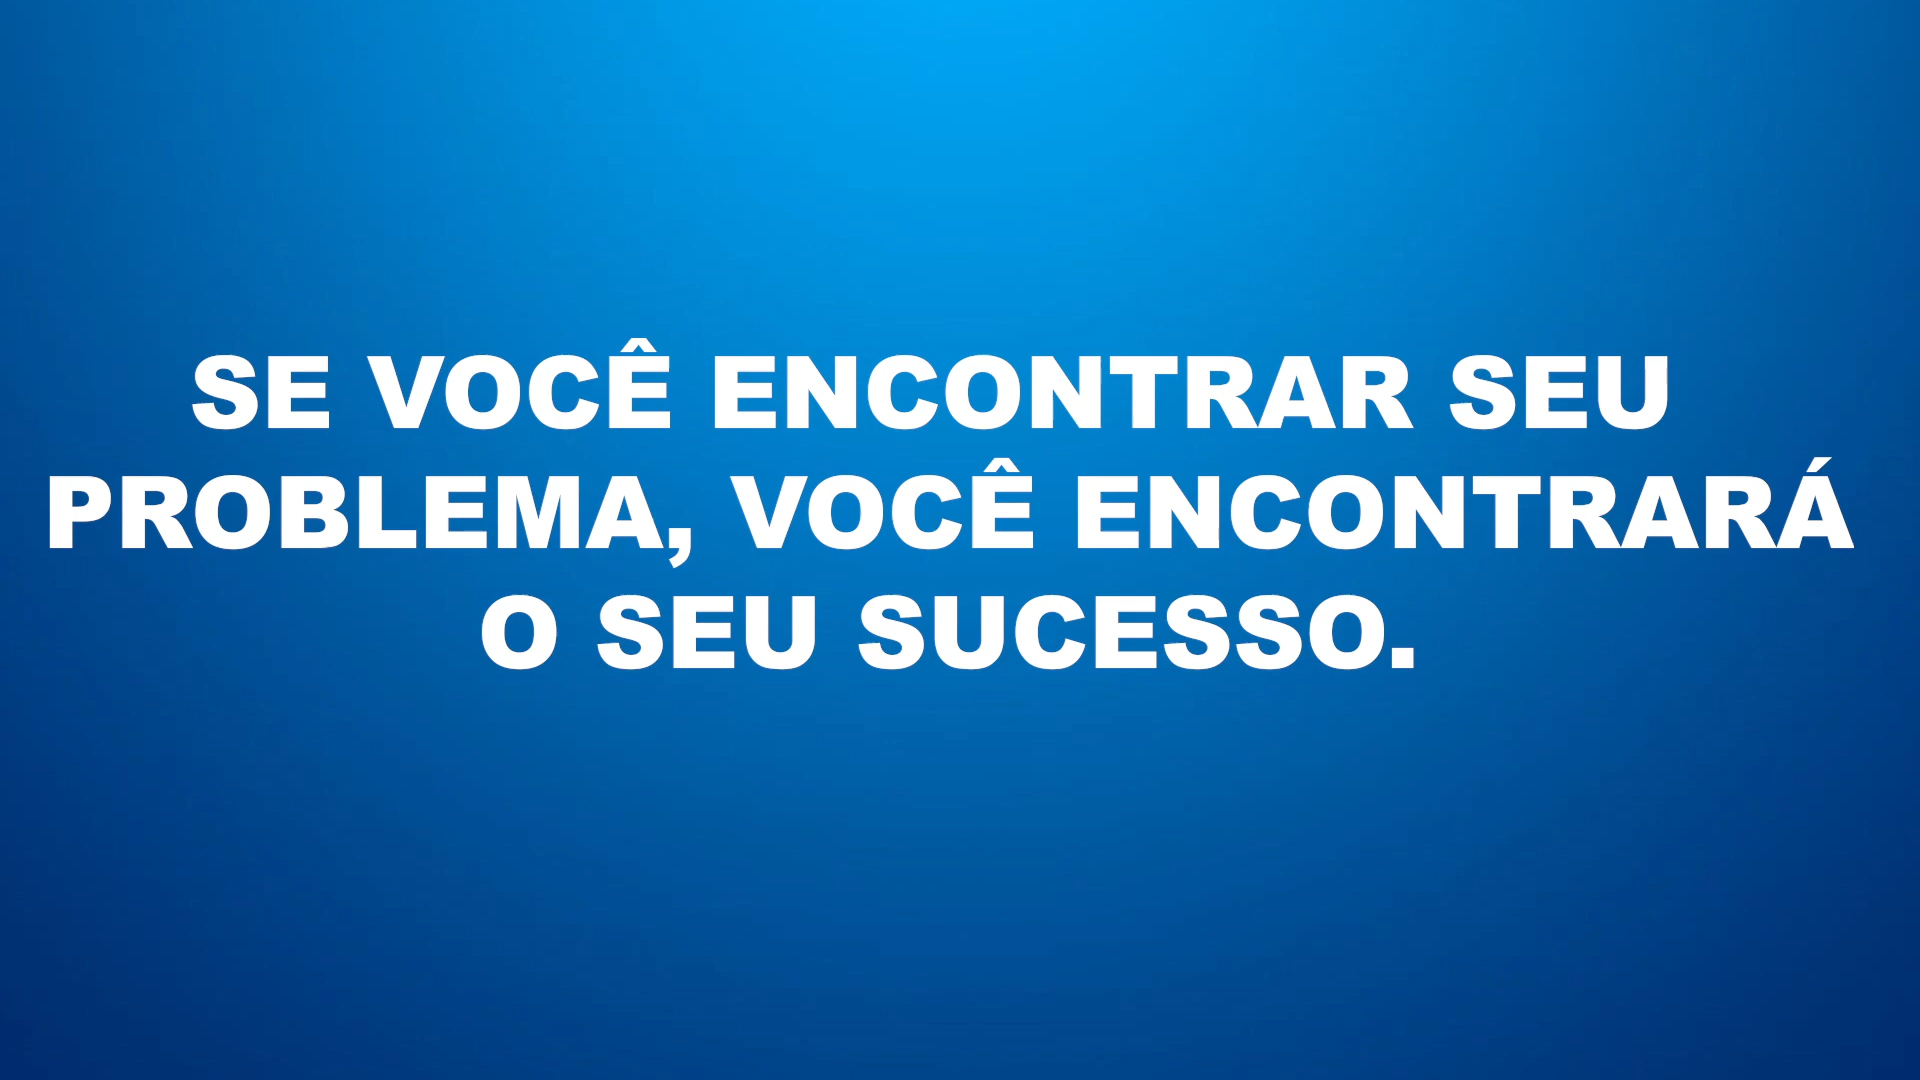 SE VOCÊ ENCONTRAR SEU
PROBLEMA, VOCÊ ENCONTRARÁ
O SEU SUCESSO.